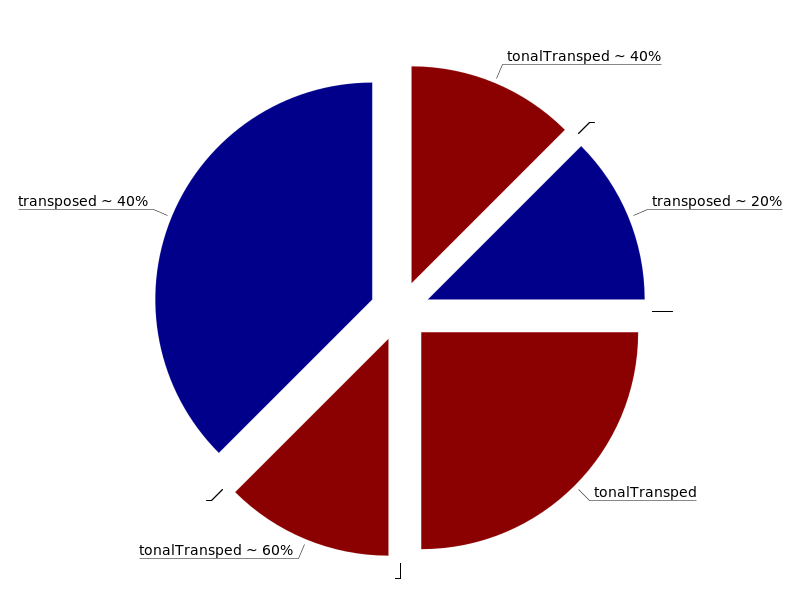 tonalTransped ~ 40%
transposed ~ 40%
transposed ~ 20%
tonalTransped
tonalTransped ~ 60%